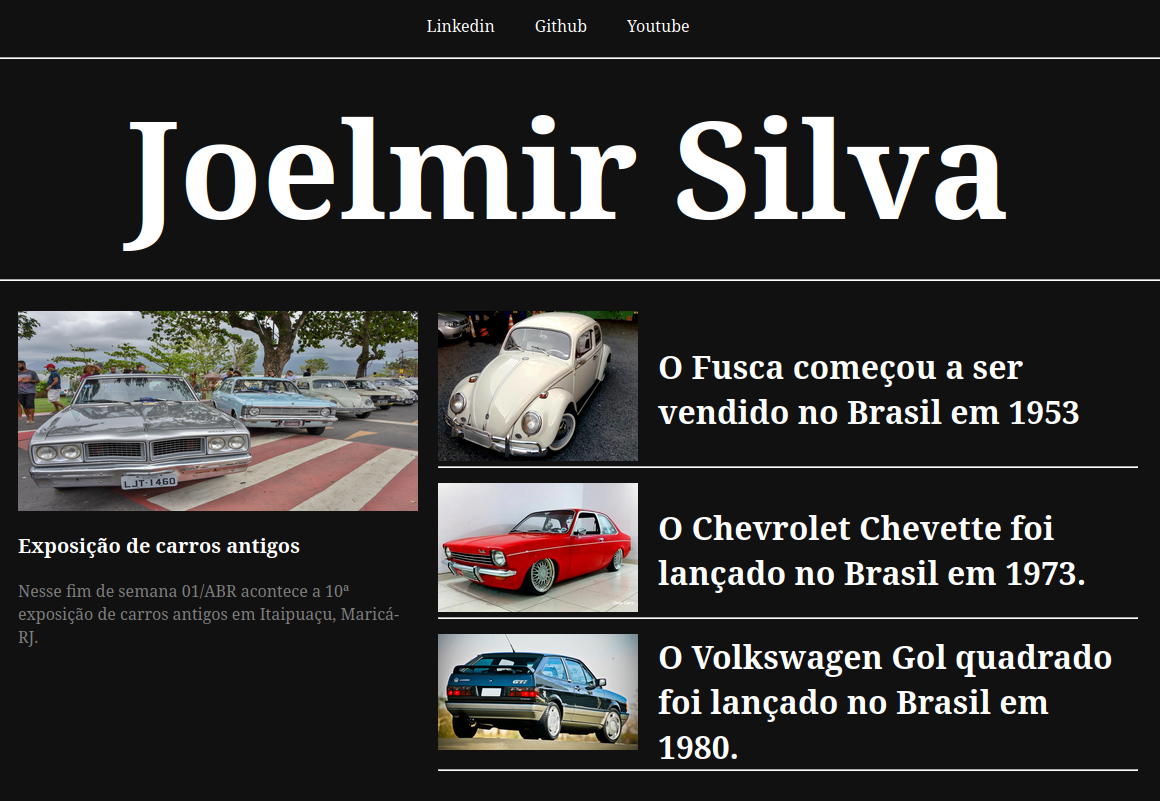 Linkedin Github Youtube
Joelmir Silva
LJT-1460
Exposição de carros antigos
Nesse fim de semana 01/ABR acontece a 10ª
exposição de carros antigos em Itaipuaçu, Maricá-
RJ.
O Fusca começou a ser
vendido no Brasil em 1953
O Chevrolet Chevette foi
lançado no Brasil em 1973.
GTi
O Volkswagen Gol quadrado
foi lançado no Brasil em
1980.